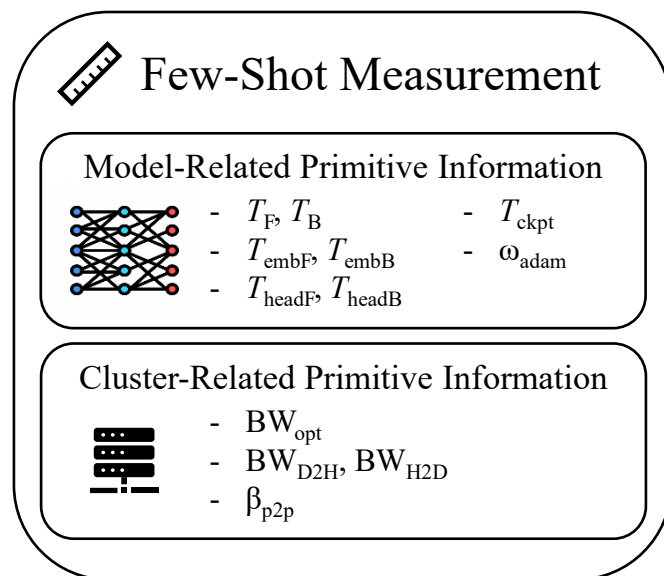 Few-Shot Measurement
Model-Related Primitive Information
- T_F, T_B
- T_embF, T_embB
- T_headF, T_headB
- T_ckpt
- ω_adam
Cluster-Related Primitive Information
- BW_opt
- BW_D2H, BW_H2D
- β_p2p